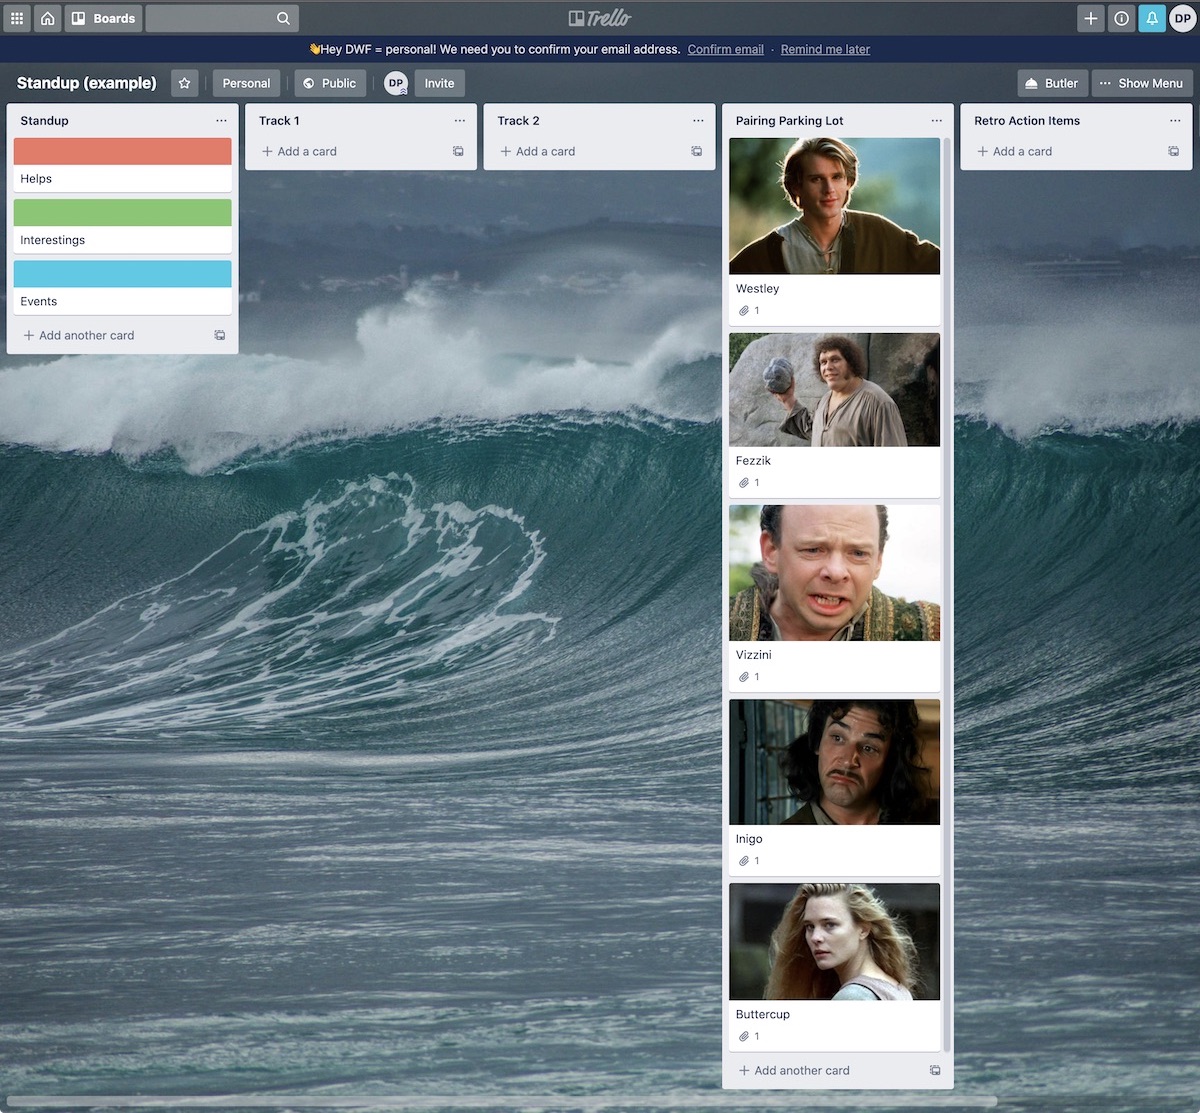 Boards
Trello
DP
👋Hey DWF = personal! We need you to confirm your email address. Confirm email · Remind me later
Standup (example)
Personal
Public
DP
Invite
Butler
··· Show Menu
Standup
Helps
Interestings
Events
+ Add another card
Track 1
+ Add a card
Track 2
+ Add a card
Pairing Parking Lot
Westley
1
Fezzik
1
Vizzini
1
Inigo
1
Buttercup
1
+ Add another card
Retro Action Items
+ Add a card